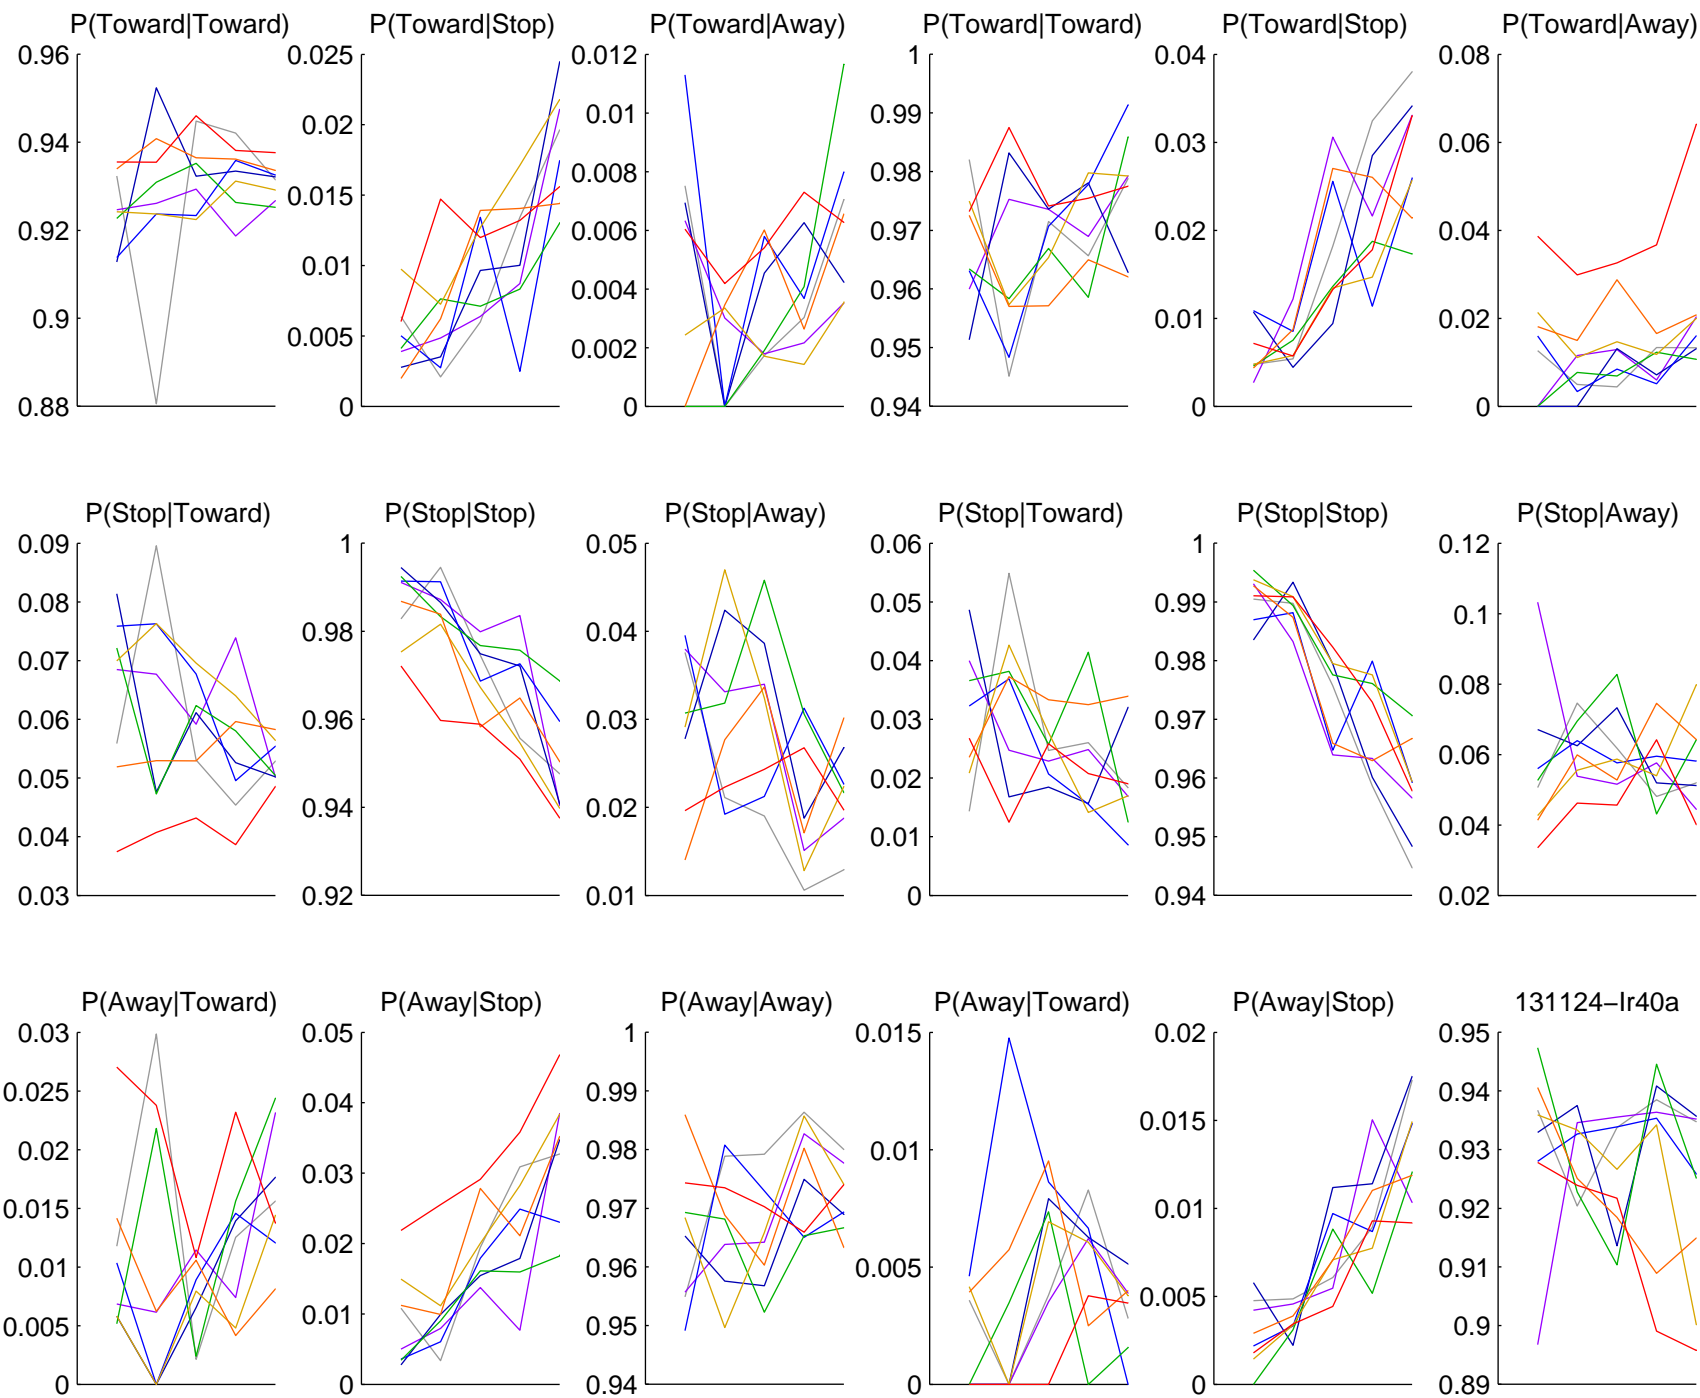 P(Toward|Toward) P(Toward|Stop) P(Toward|Away) P(Toward|Toward) P(Toward|Stop) P(Toward|Away)
0.96 0.025 0.012 1 0.04 0.08
0.94 0.02 0.01 0.99 0.03 0.06
0.92 0.015 0.008 0.98 0.02 0.04
0.9 0.01 0.006 0.97 0.01 0.02
0.88 0.005 0.004 0.96 0 0
0 0.002 0.95
0 0.94
P(Stop|Toward) P(Stop|Stop) P(Stop|Away) P(Stop|Toward) P(Stop|Stop) P(Stop|Away)
0.09 1 0.05 0.06 1 0.12
0.08 0.98 0.04 0.05 0.99 0.1
0.07 0.96 0.03 0.04 0.98 0.08
0.06 0.94 0.02 0.03 0.97 0.06
0.05 0.92 0.01 0.02 0.96 0.04
0.04 0.01 0.95 0.02
0.03 0 0.94
P(Away|Toward) P(Away|Stop) P(Away|Away) P(Away|Toward) P(Away|Stop) 131124–Ir40a
0.03 0.05 1 0.015 0.02 0.95
0.025 0.04 0.99 0.01 0.015 0.94
0.02 0.03 0.98 0.005 0.01 0.93
0.015 0.02 0.97 0 0.005 0.92
0.01 0.01 0.96 0 0.91
0.005 0 0.95 0.9
0 0.94 0.89